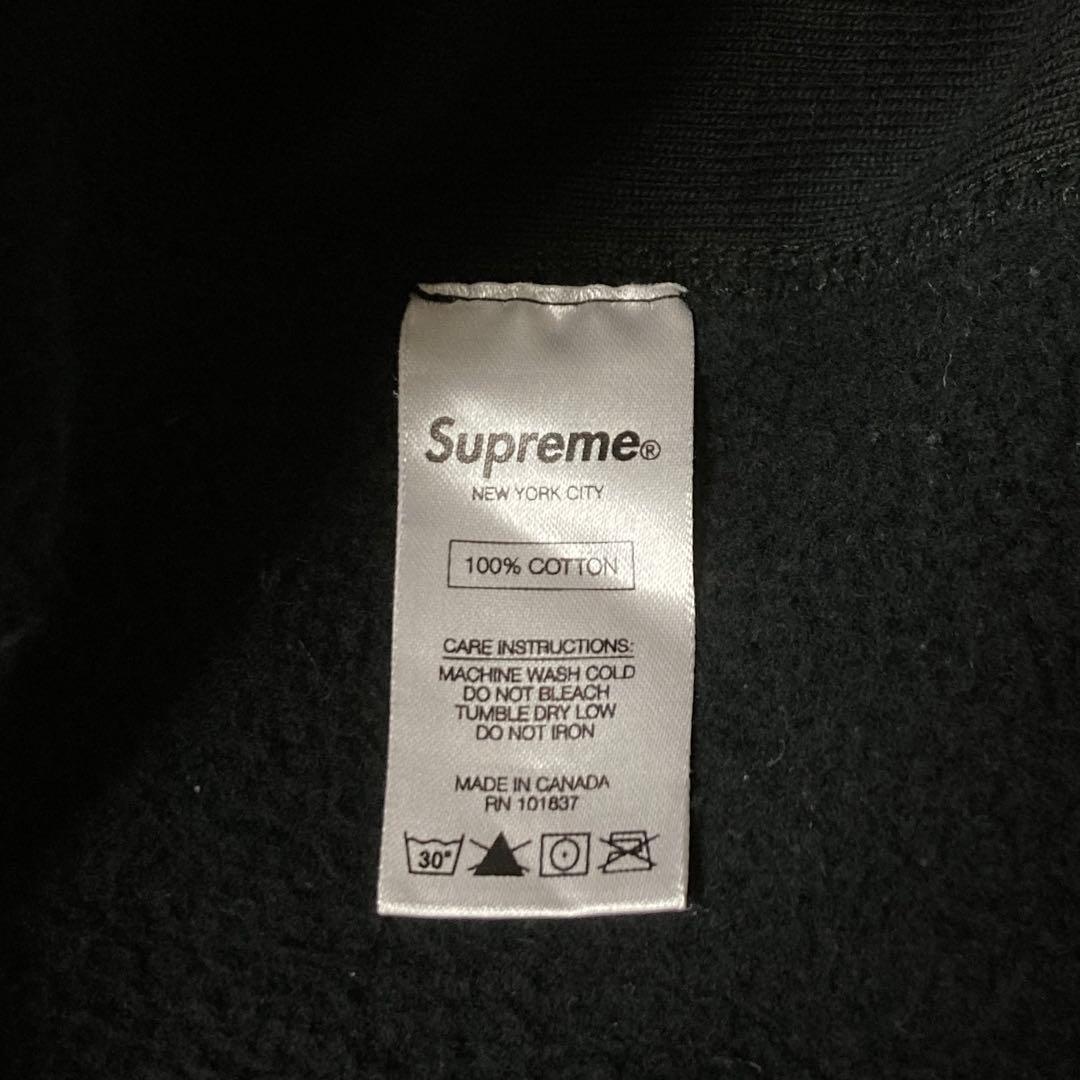 Supreme®
NEW YORK CITY
100% COTTON
CARE INSTRUCTIONS:
MACHINE WASH COLD
DO NOT BLEACH
TUMBLE DRY LOW
DO NOT IRON
MADE IN CANADA
RN 101837
30°